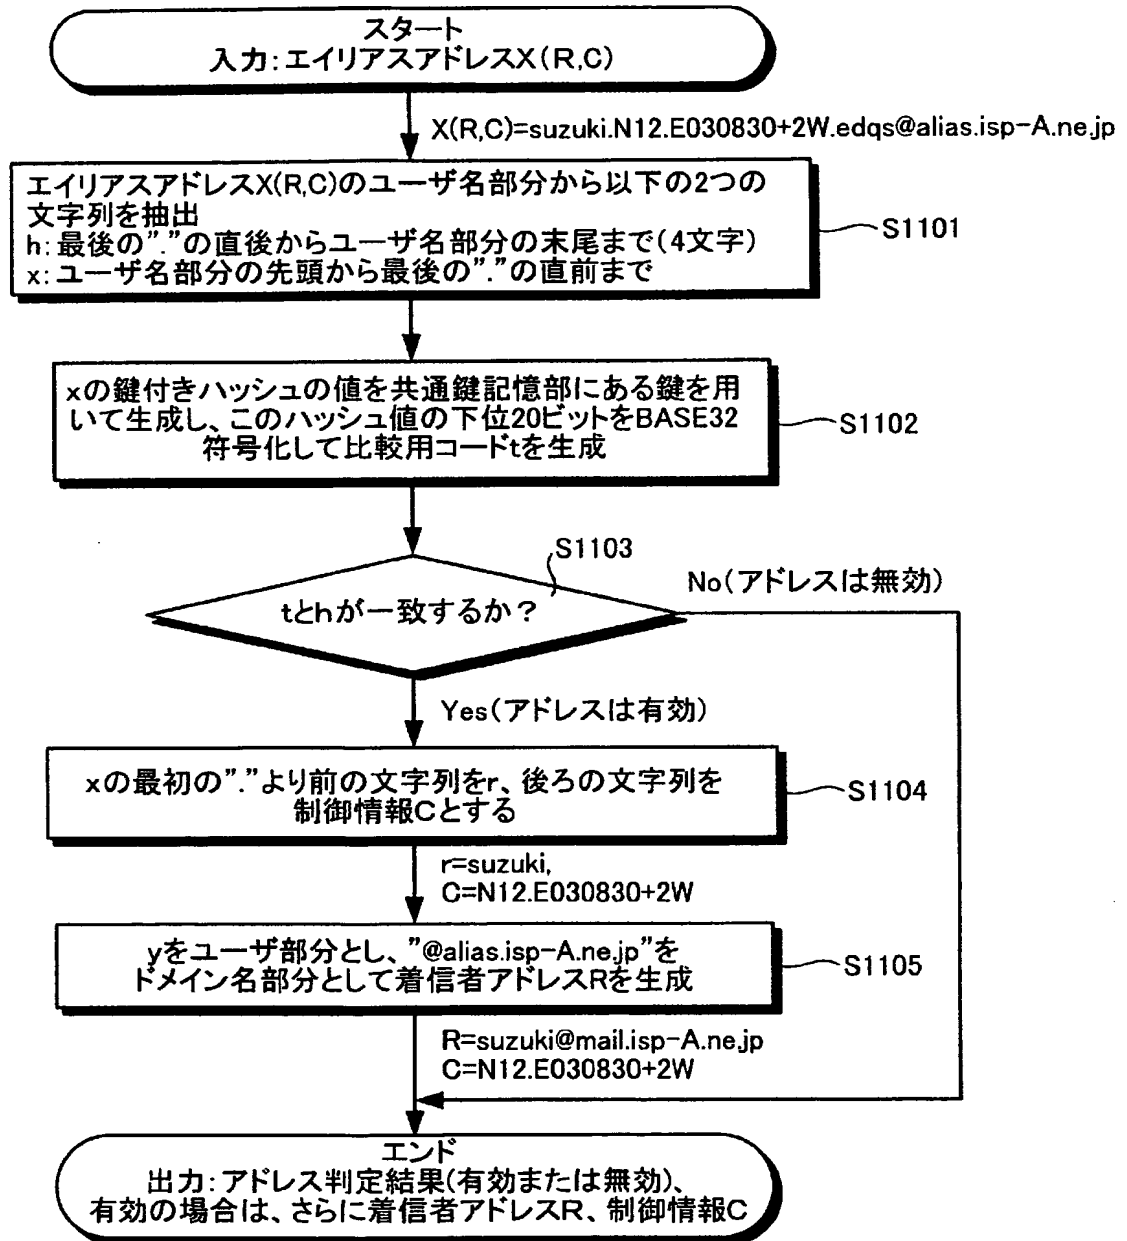 スタート
入力:エイリアスアドレスX(R,C)
X(R,C)=suzuki.N12.E030830+2W.edqs@alias.isp-A.ne.jp
エイリアスアドレスX(R,C)のユーザ名部分から以下の2つの
文字列を抽出
h:最後の"."の直後からユーザ名部分の末尾まで(4文字)
x:ユーザ名部分の先頭から最後の"."の直前まで
S1101
xの鍵付きハッシュの値を共通鍵記憶部にある鍵を用
いて生成し、このハッシュ値の下位20ビットをBASE32
符号化して比較用コードtを生成
S1102
S1103
tとhが一致するか?
No(アドレスは無効)
Yes(アドレスは有効)
xの最初の"."より前の文字列をr、後ろの文字列を
制御情報Cとする
S1104
r=suzuki,
C=N12.E030830+2W
yをユーザ部分とし、"@alias.isp-A.ne.jp"を
ドメイン名部分として着信者アドレスRを生成
S1105
R=suzuki@mail.isp-A.ne.jp
C=N12.E030830+2W
エンド
出力:アドレス判定結果(有効または無効)、
有効の場合は、さらに着信者アドレスR、制御情報C